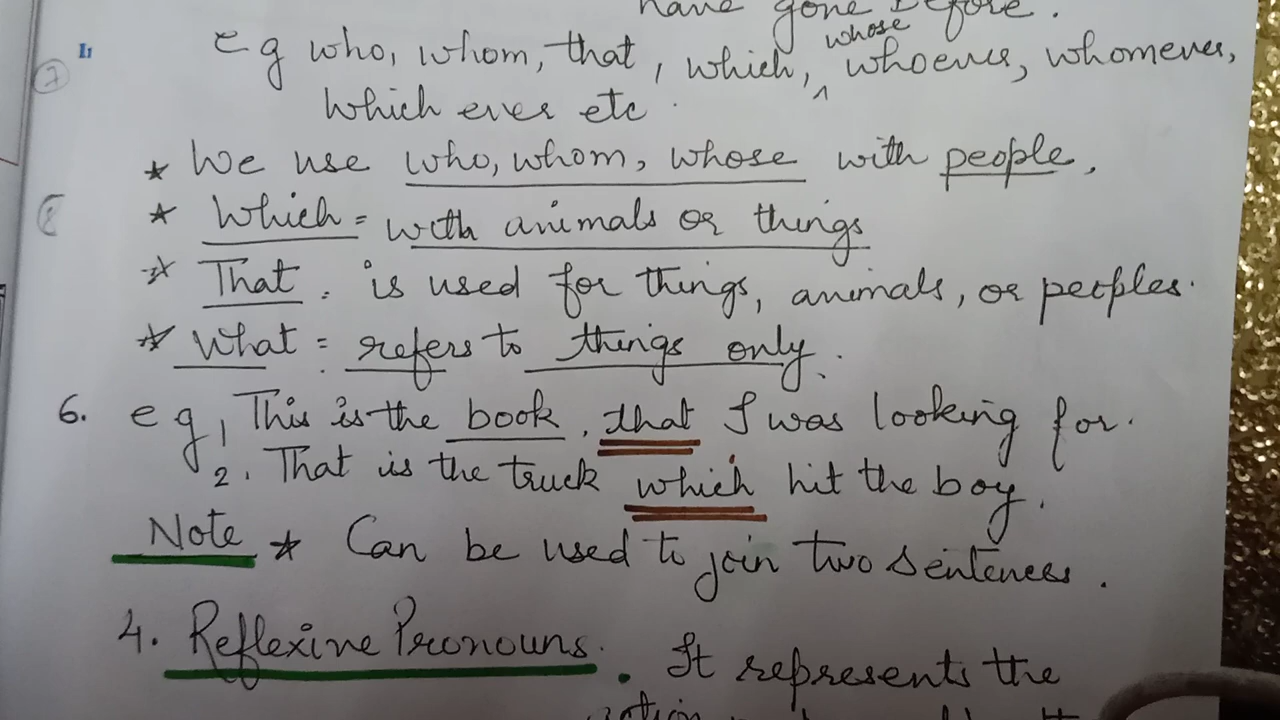 have gone before.
e g who, whom, that, which, whose whoever, whomever,
7
which ever etc.
★ We use who, whom, whose with people.
8
★ Which = with animals or things
★ That. is used for things, animals, or peoples.
★ What = refers to things only.
6. e g, 1 This is the book, that I was looking for.
2. That is the truck which hit the boy.
Note ★ Can be used to join two sentences.
4. Reflexive Pronouns. It represents the